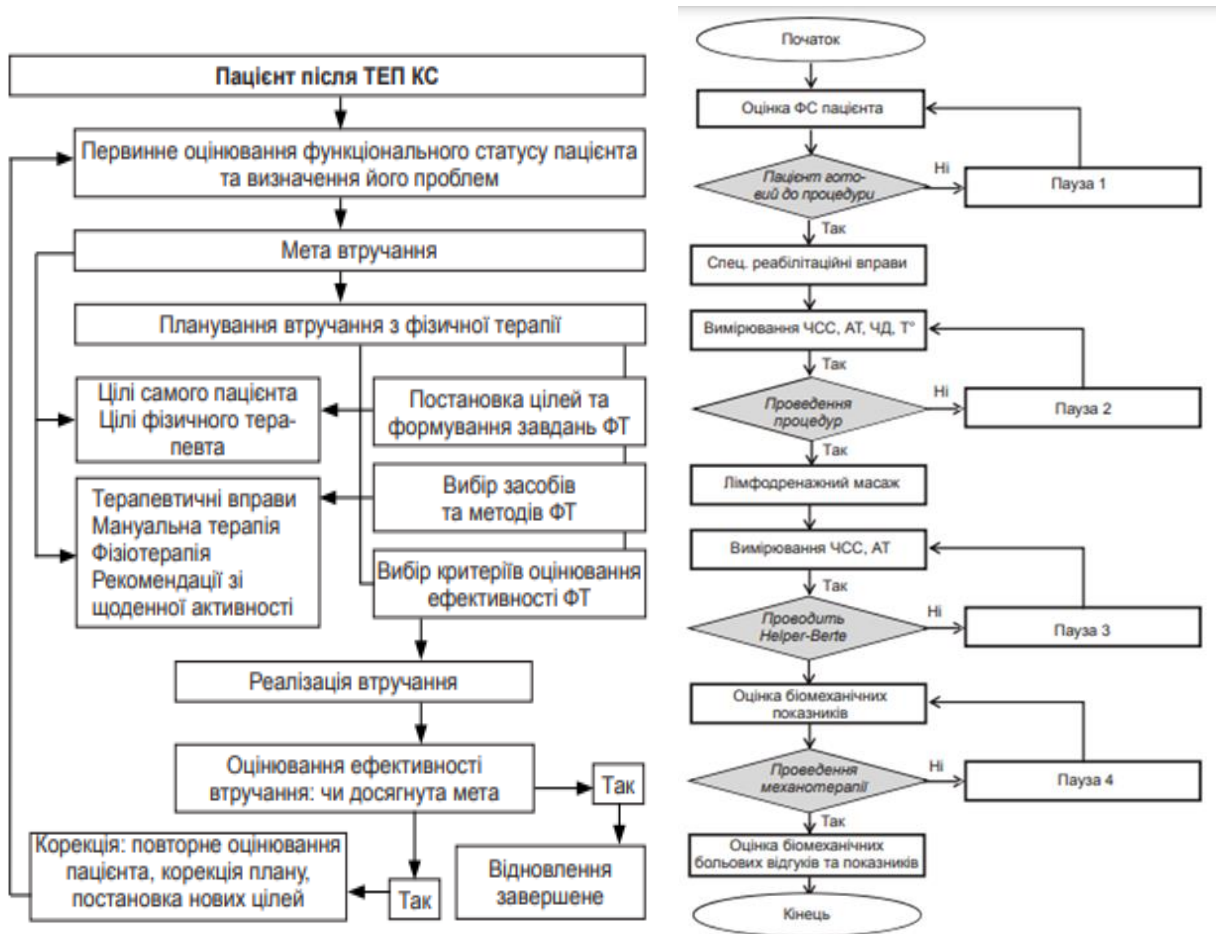 Пацієнт після ТЕП КС
Первинне оцінювання функціонального статусу пацієнта
та визначення його проблем
Мета втручання
Планування втручання з фізичної терапії
Цілі самого пацієнта
Цілі фізичного тера-
певта
Постановка цілей та
формування завдань ФТ
Терапевтичні вправи
Мануальна терапія
Фізіотерапія
Рекомендації зі
щоденної активності
Вибір засобів
та методів ФТ
Вибір критеріїв оцінювання
ефективності ФТ
Реалізація втручання
Оцінювання ефективності
втручання: чи досягнута мета
Так
Відновлення
завершене
Корекція: повторне оцінювання
пацієнта, корекція плану,
постановка нових цілей
Так
Початок
Оцінка ФС пацієнта
Пацієнт гото-
вий до процедури
Ні
Пауза 1
Так
Спец. реабілітаційні вправи
Вимірювання ЧСС, АТ, ЧД, Т°
Так
Проведення
процедур
Ні
Пауза 2
Так
Лімфодренажний масаж
Вимірювання ЧСС, АТ
Так
Проводить
Helper-Berte
Ні
Пауза 3
Оцінка біомеханічних
показників
Проведення
механотерапії
Ні
Пауза 4
Так
Оцінка біомеханічних
больових відгуків та показників
Кінець